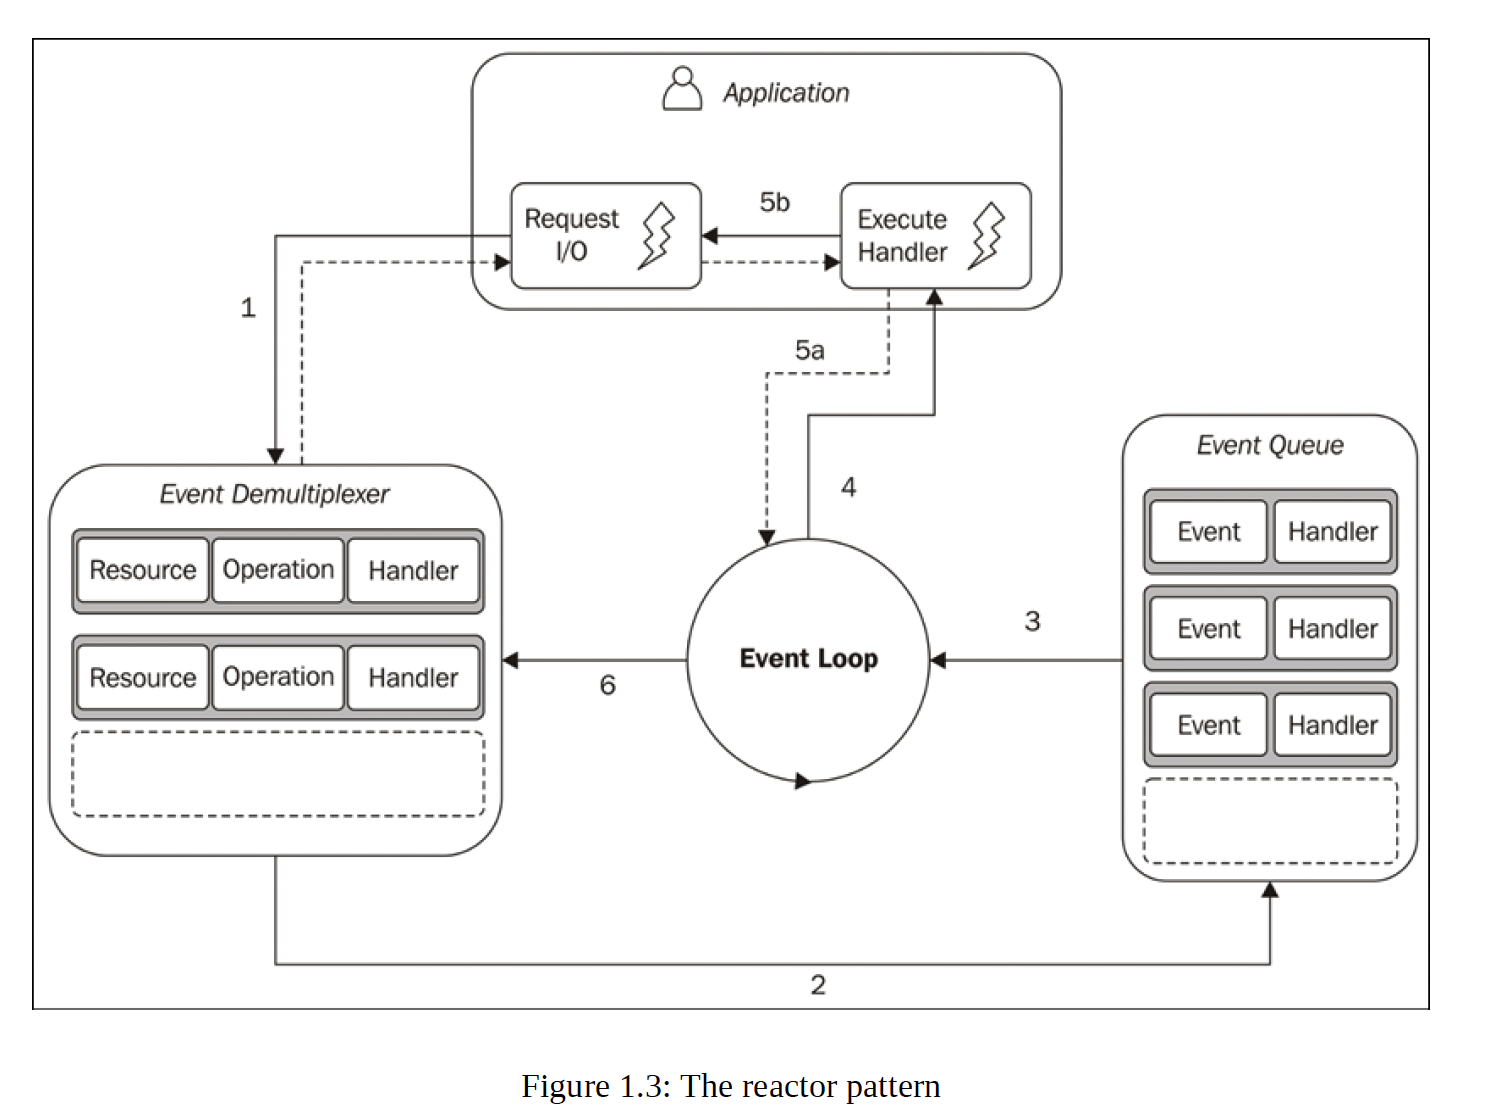 Application
Request
I/O
5b
Execute
Handler
1
5a
4
Event Demultiplexer
Resource Operation Handler
Resource Operation Handler
Event Loop
6
3
Event Queue
Event Handler
Event Handler
Event Handler
2
Figure 1.3: The reactor pattern